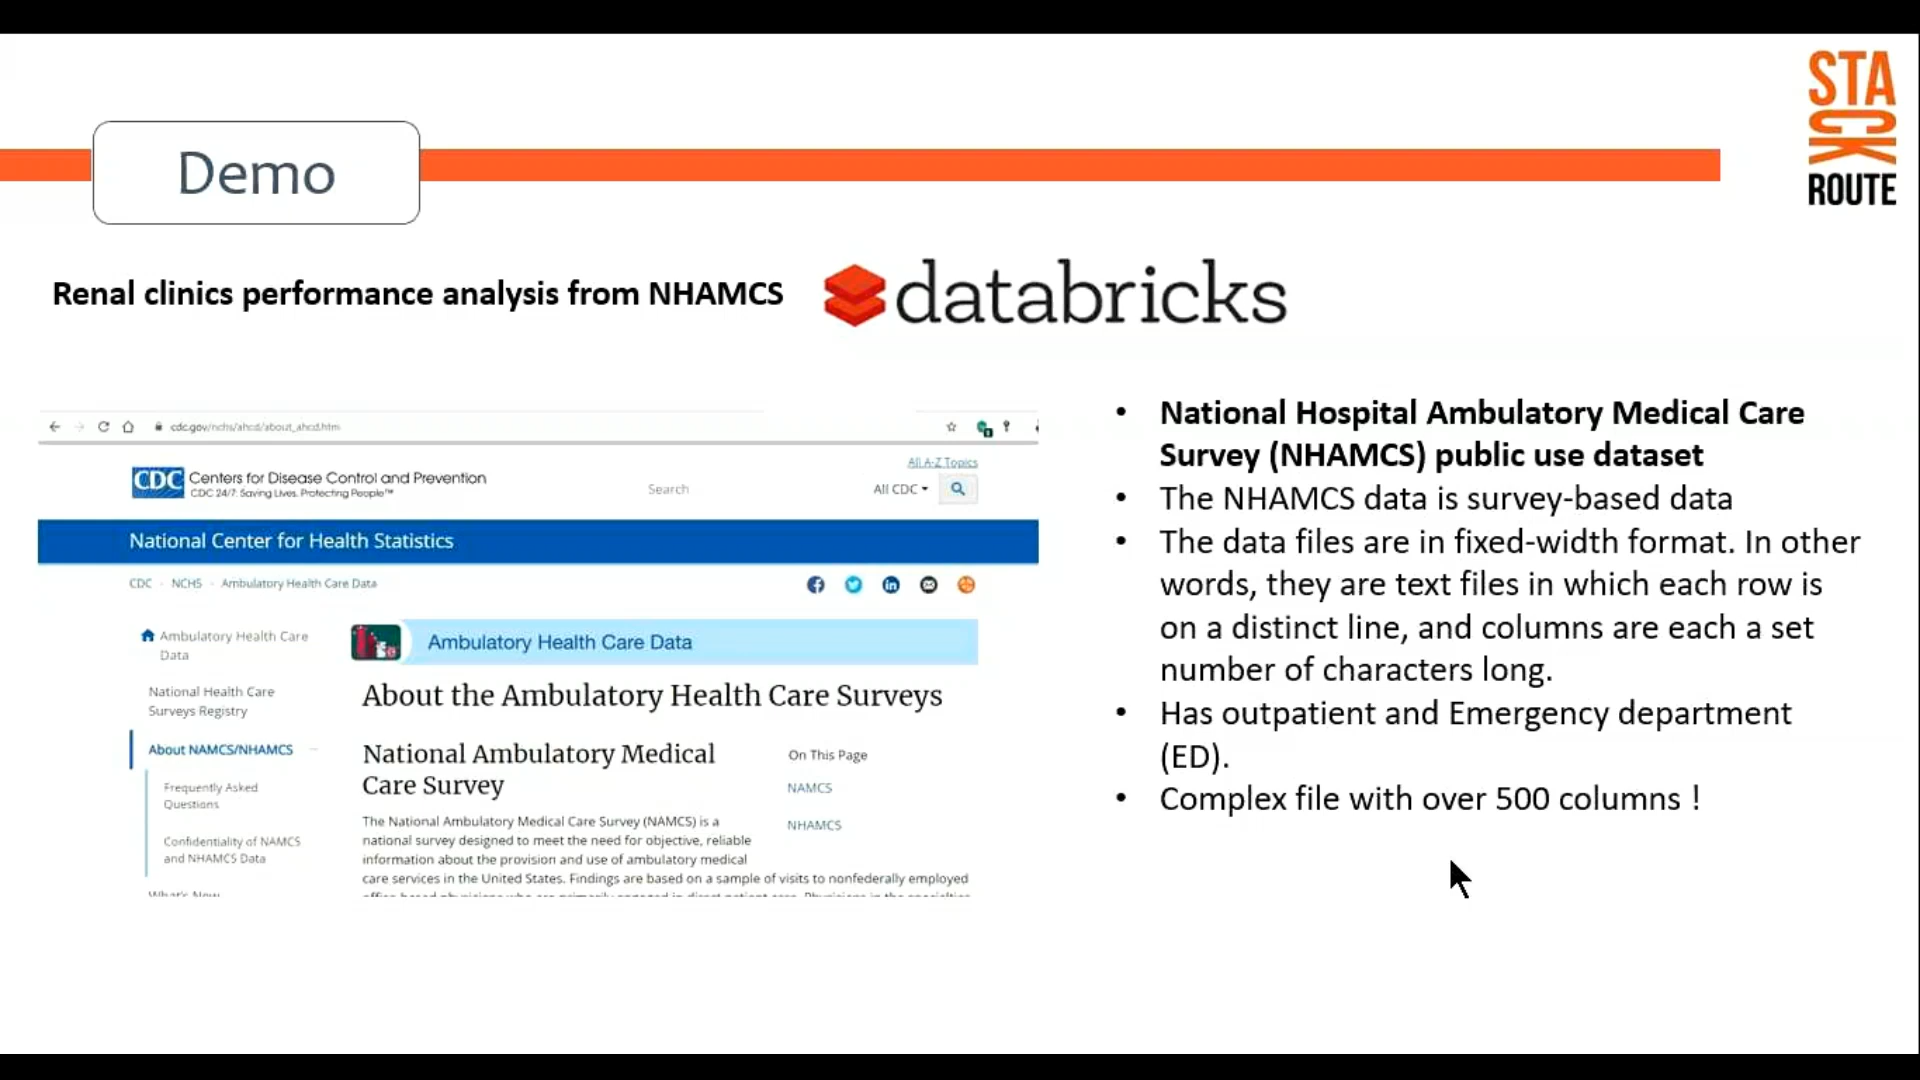 STA
CK
ROUTE
Demo
Renal clinics performance analysis from NHAMCS
databricks
cdc.gov/nchs/ahcd/about_ahcd.htm
All A-Z Topics
CDC
Centers for Disease Control and Prevention
CDC 24/7: Saving Lives. Protecting People™
Search
All CDC
National Center for Health Statistics
CDC
NCHS
Ambulatory Health Care Data
Ambulatory Health Care
Data
National Health Care
Surveys Registry
About NAMCS/NHAMCS
Frequently Asked
Questions
Confidentiality of NAMCS
and NHAMCS Data
What's New
Ambulatory Health Care Data
About the Ambulatory Health Care Surveys
National Ambulatory Medical
Care Survey
The National Ambulatory Medical Care Survey (NAMCS) is a
national survey designed to meet the need for objective, reliable
information about the provision and use of ambulatory medical
care services in the United States. Findings are based on a sample of visits to nonfederally employed
On This Page
NAMCS
NHAMCS
• National Hospital Ambulatory Medical Care
Survey (NHAMCS) public use dataset
• The NHAMCS data is survey-based data
• The data files are in fixed-width format. In other
words, they are text files in which each row is
on a distinct line, and columns are each a set
number of characters long.
• Has outpatient and Emergency department
(ED).
• Complex file with over 500 columns !